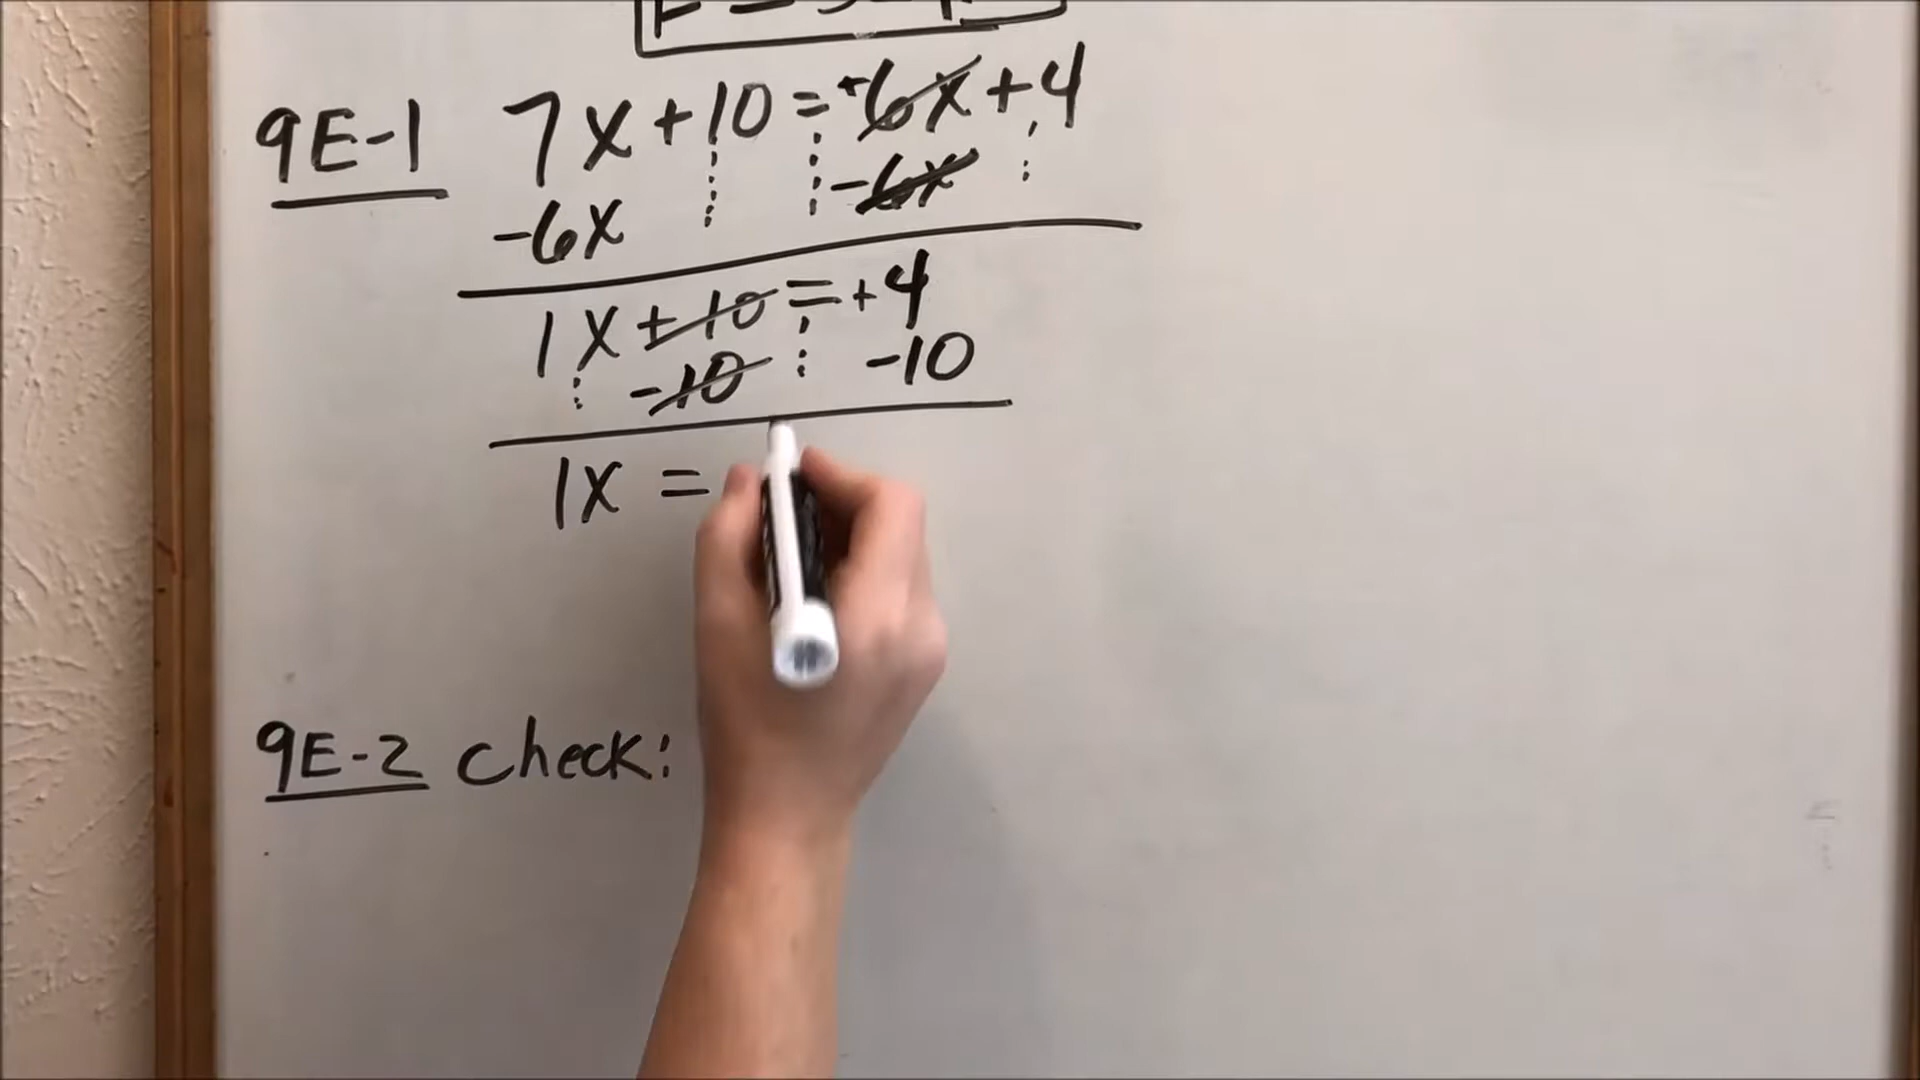 9E-1 7x+10=+6x+4
-6x -6x
1x+10=+4
-10 -10
1x =
9E-2 check: